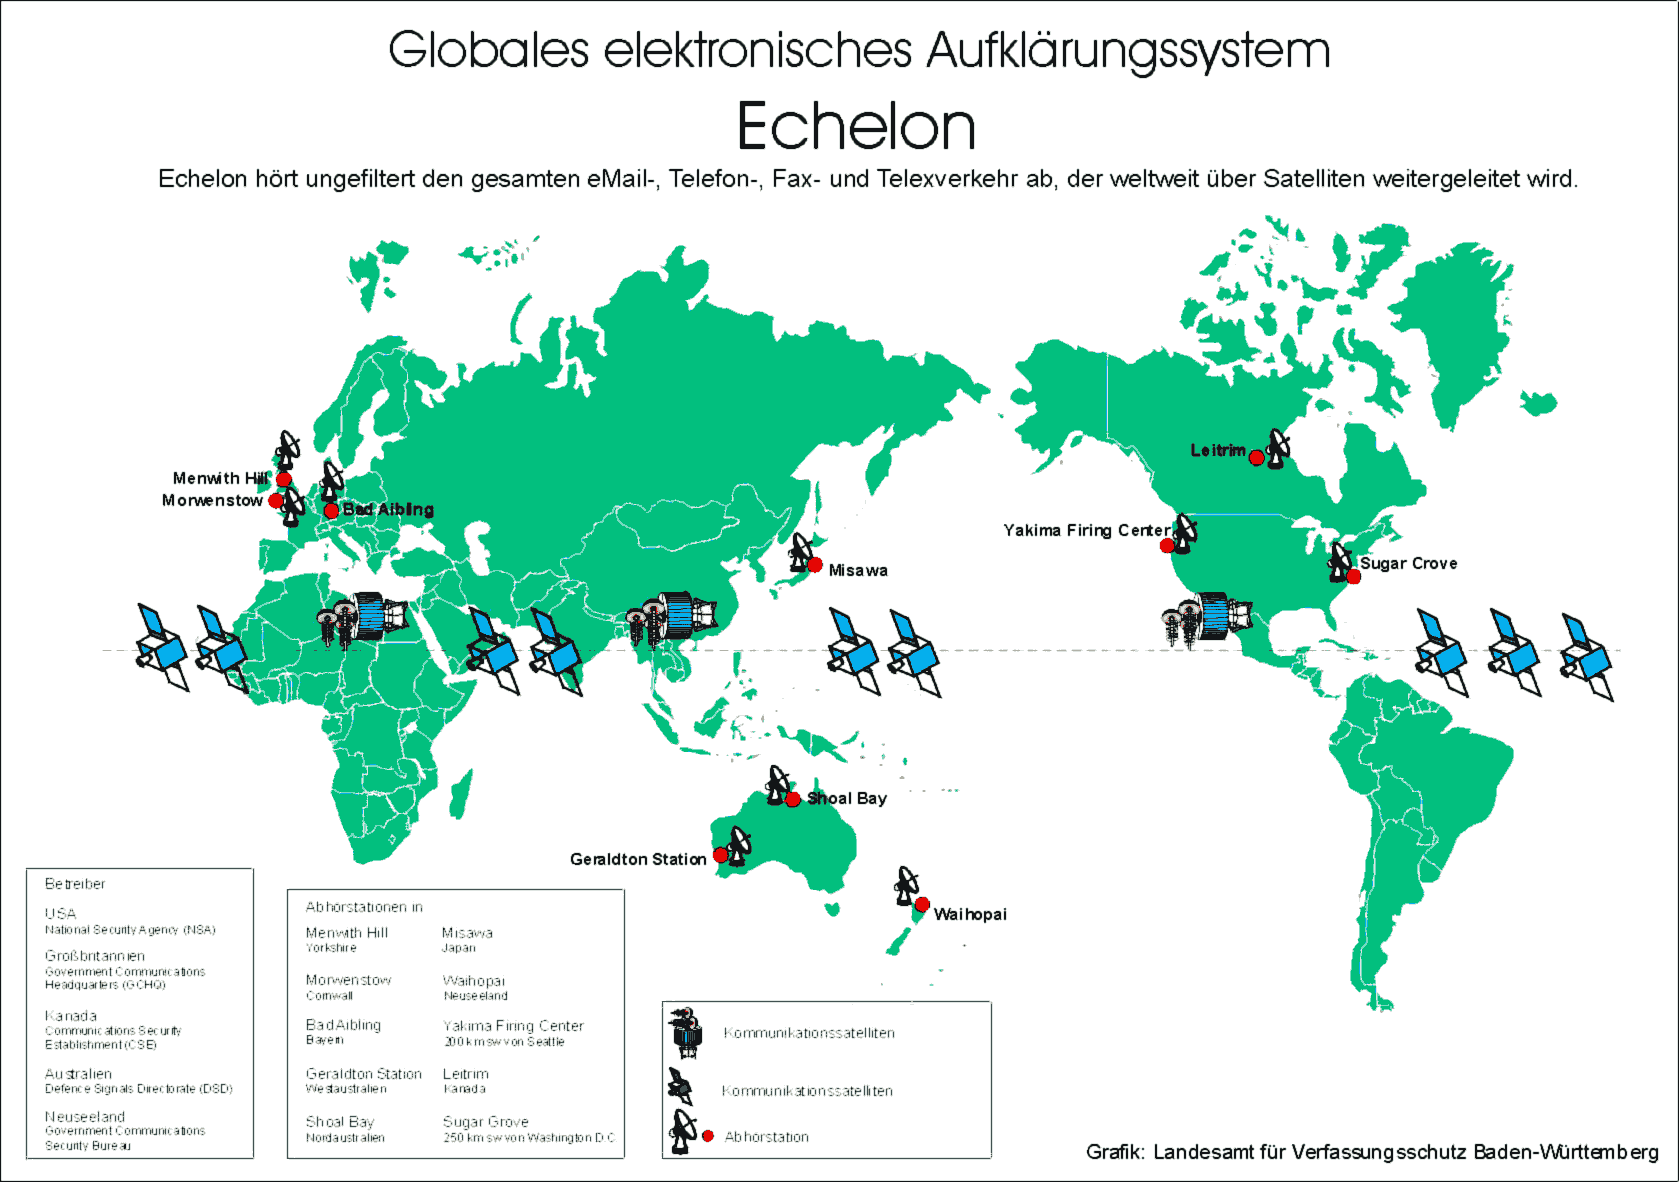 Globales elektronisches Aufklärungssystem
Echelon
Echelon hört ungefiltert den gesamten eMail-, Telefon-, Fax- und Telexverkehr ab, der weltweit über Satelliten weitergeleitet wird.
Menwith Hill
Morwenstow
Bad Aibling
Misawa
Leitrim
Yakima Firing Center
Sugar Crove
Shoal Bay
Geraldton Station
Waihopai
Betreiber
USA
National Security Agency (NSA)
Großbritannien
Government Communications
Headquarters (GCHQ)
Kanada
Communications Security
Establishment (CSE)
Australien
Defence Signals Directorate (DSD)
Neuseeland
Government Communications
Security Bureau
Abhörstationen in
Menwith Hill
Yorkshire
Morwenstow
Cornwall
Bad Aibling
Bayern
Geraldton Station
Westaustralien
Shoal Bay
Nordaustralien
Misawa
Japan
Waihopai
Neuseeland
Yakima Firing Center
200 km sw von Seattle
Leitrim
Kanada
Sugar Grove
250 km sw von Washington D.C.
Kommunikationssatelliten
Kommunikationssatelliten
Abhörstation
Grafik: Landesamt für Verfassungsschutz Baden-Württemberg